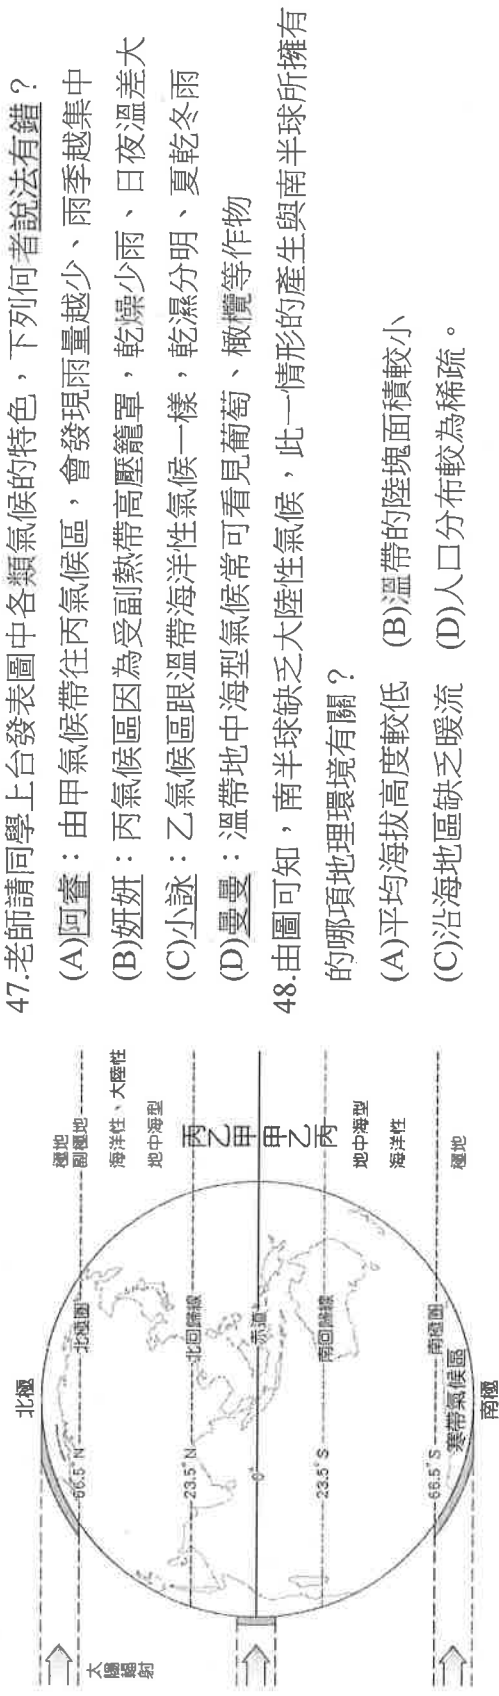 47.老師請同學上台發表圖中各類氣候的特色，下列何者說法有錯？
(A)阿睿：由甲氣候帶往丙氣候區，會發現雨量越少、雨季越集中
(B)妍妍：丙氣候區因為受副熱帶高壓籠罩，乾燥少雨、日夜溫差大
(C)小詠：乙氣候區跟溫帶海洋性氣候一樣，乾濕分明、夏乾冬雨
(D)曼曼：溫帶地中海型氣候常可看見葡萄、橄欖等作物
48.由圖可知，南半球缺乏大陸性氣候，此一情形的產生與南半球所擁有
的哪項地理環境有關？
(A)平均海拔高度較低 (B)溫帶的陸塊面積較小
(C)沿海地區缺乏暖流 (D)人口分布較為稀疏。
北極
太陽輻射
66.5°N
北極圈
23.5°N
北回歸線
0°
赤道
23.5°S
南回歸線
66.5°S
南極圈
寒帶氣候區
南極
極地
副極地
海洋性、大陸性
地中海型
丙
乙
甲
甲
乙
丙
地中海型
海洋性
極地